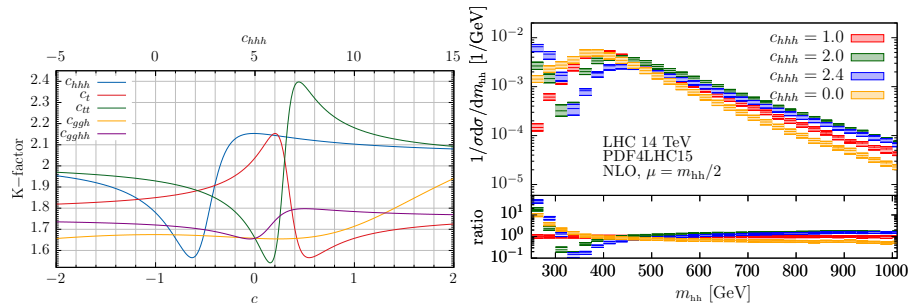 c_hhh
−5 0 5 10 15
K-factor
2.4
2.3
2.2
2.1
2
1.9
1.8
1.7
1.6
c_hhh
c_t
c_tt
c_ggh
c_gghh
−2 −1 0 1 2
c
1/σdσ/dm_hh [1/GeV]
10^−2
10^−3
10^−4
10^−5
c_hhh = 1.0
c_hhh = 2.0
c_hhh = 2.4
c_hhh = 0.0
LHC 14 TeV
PDF4LHC15
NLO, μ = m_hh/2
ratio
10^1
10^0
10^−1
300 400 500 600 700 800 900 1000
m_hh [GeV]